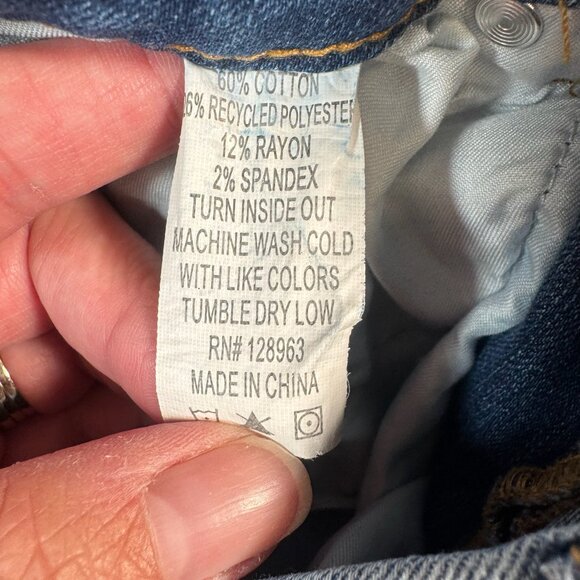 60% COTTON
26% RECYCLED POLYESTER
12% RAYON
2% SPANDEX
TURN INSIDE OUT
MACHINE WASH COLD
WITH LIKE COLORS
TUMBLE DRY LOW
RN# 128963
MADE IN CHINA